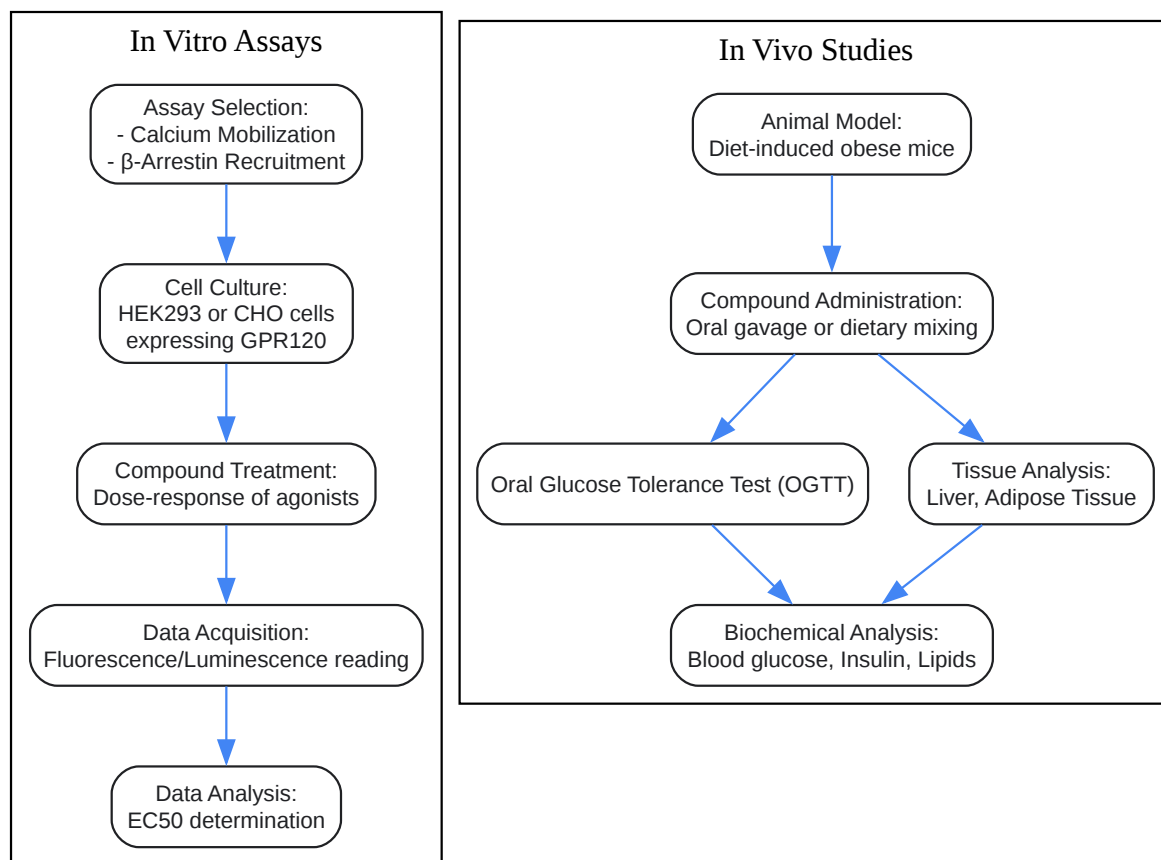 In Vitro Assays
Assay Selection:
- Calcium Mobilization
- β-Arrestin Recruitment
Cell Culture:
HEK293 or CHO cells
expressing GPR120
Compound Treatment:
Dose-response of agonists
Data Acquisition:
Fluorescence/Luminescence reading
Data Analysis:
EC50 determination
In Vivo Studies
Animal Model:
Diet-induced obese mice
Compound Administration:
Oral gavage or dietary mixing
Oral Glucose Tolerance Test (OGTT)
Tissue Analysis:
Liver, Adipose Tissue
Biochemical Analysis:
Blood glucose, Insulin, Lipids